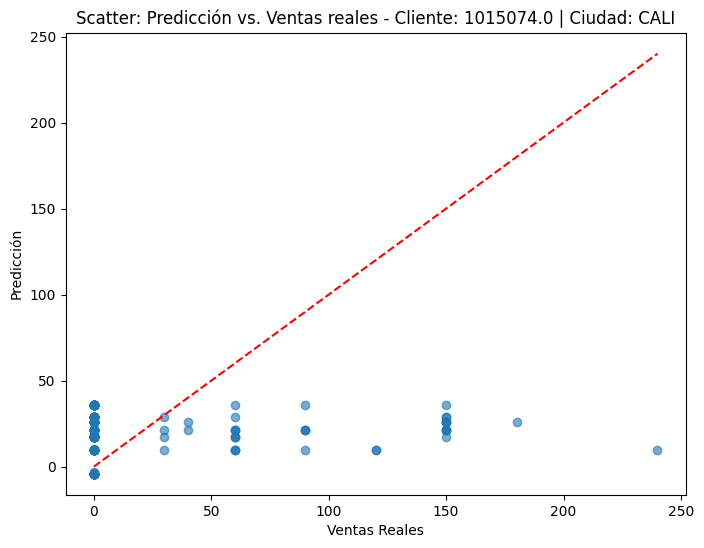 Scatter: Predicción vs. Ventas reales - Cliente: 1015074.0 | Ciudad: CALI
250
200
150
100
50
0
Predicción
0 50 100 150 200 250
Ventas Reales